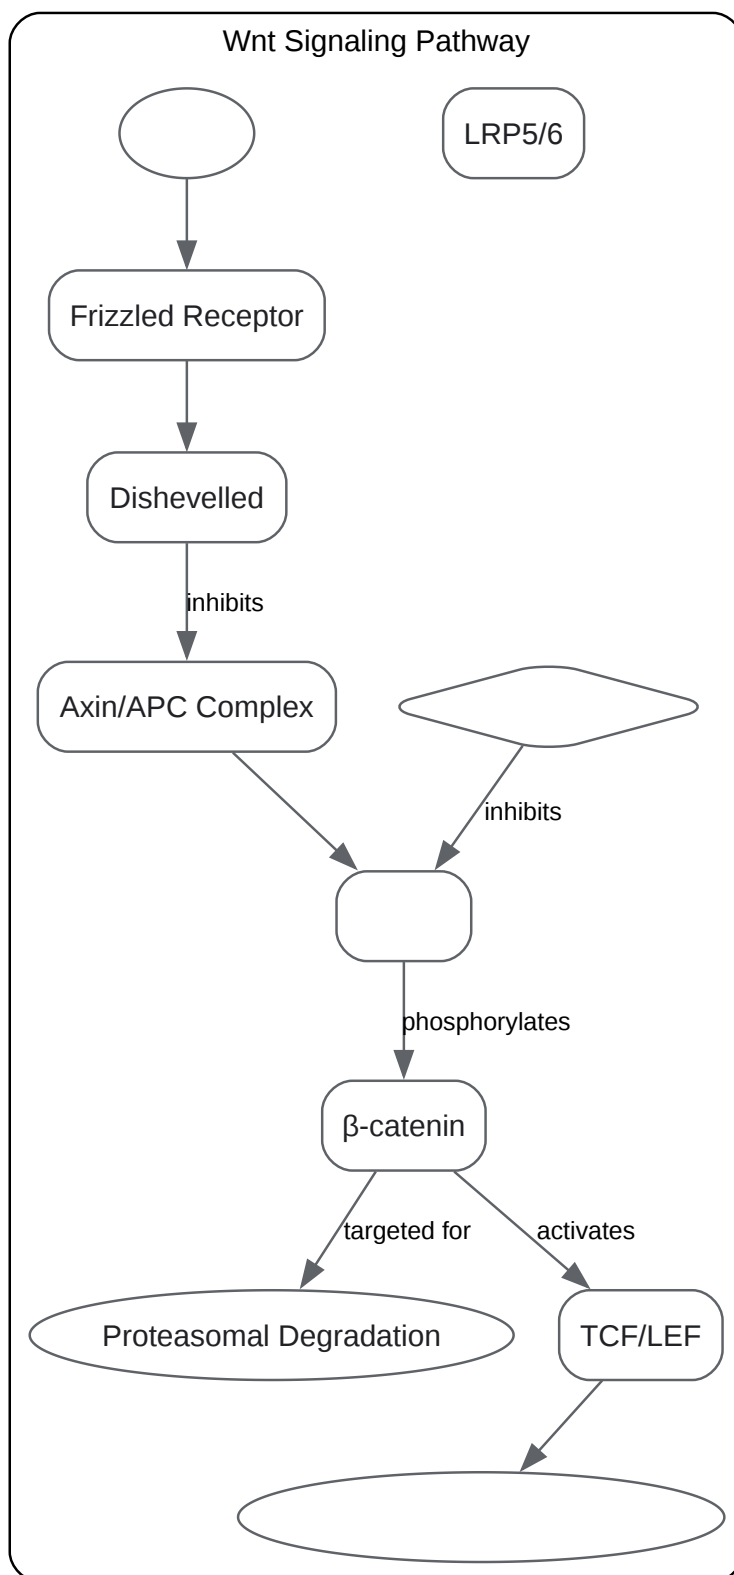 Wnt Signaling Pathway
LRP5/6
Frizzled Receptor
Dishevelled
inhibits
Axin/APC Complex
inhibits
phosphorylates
β-catenin
targeted for
activates
Proteasomal Degradation
TCF/LEF